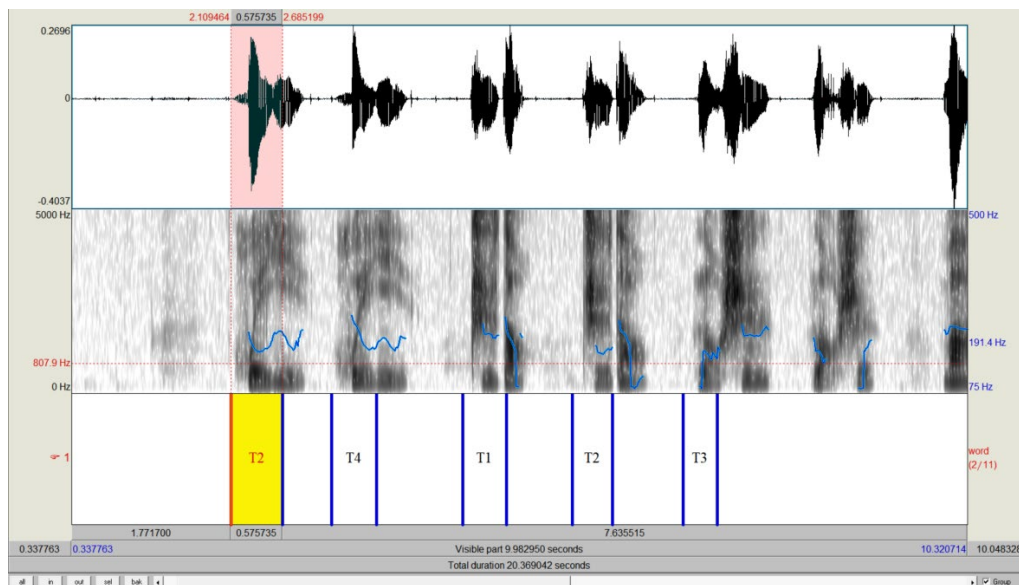 2.109464 0.575735 2.685199
0.2696
0
-0.4037
5000 Hz 500 Hz
807.9 Hz 191.4 Hz
0 Hz 75 Hz
1 T2 T4 T1 T2 T3 word
(2/11)
1.771700 0.575735 7.635515
0.337763 0.337763 Visible part 9.982950 seconds 10.320714 10.048328
Total duration 20.369042 seconds
all in out sel bak Group